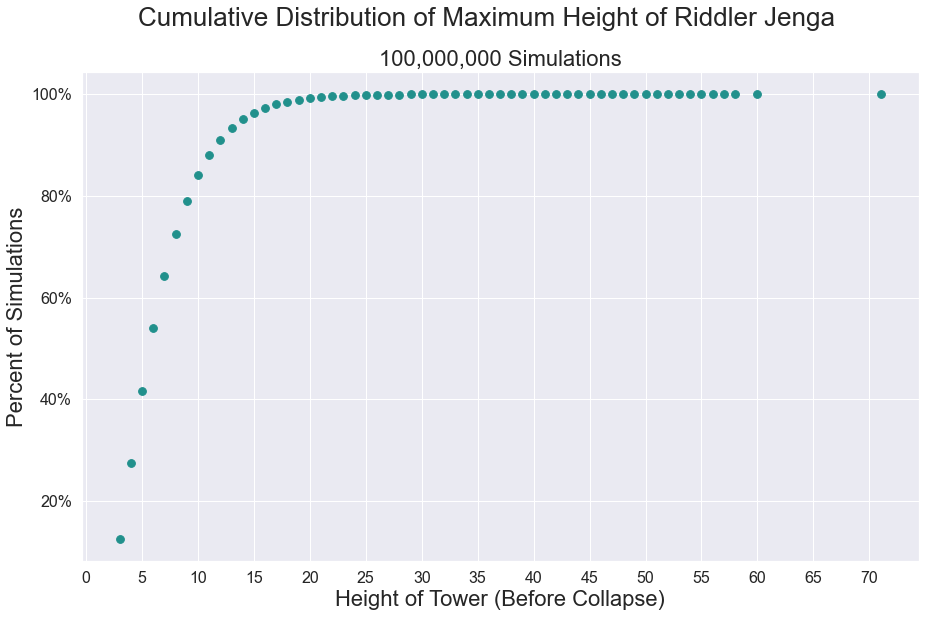 Cumulative Distribution of Maximum Height of Riddler Jenga
100,000,000 Simulations
100%
80%
60%
40%
20%
Percent of Simulations
0 5 10 15 20 25 30 35 40 45 50 55 60 65 70
Height of Tower (Before Collapse)